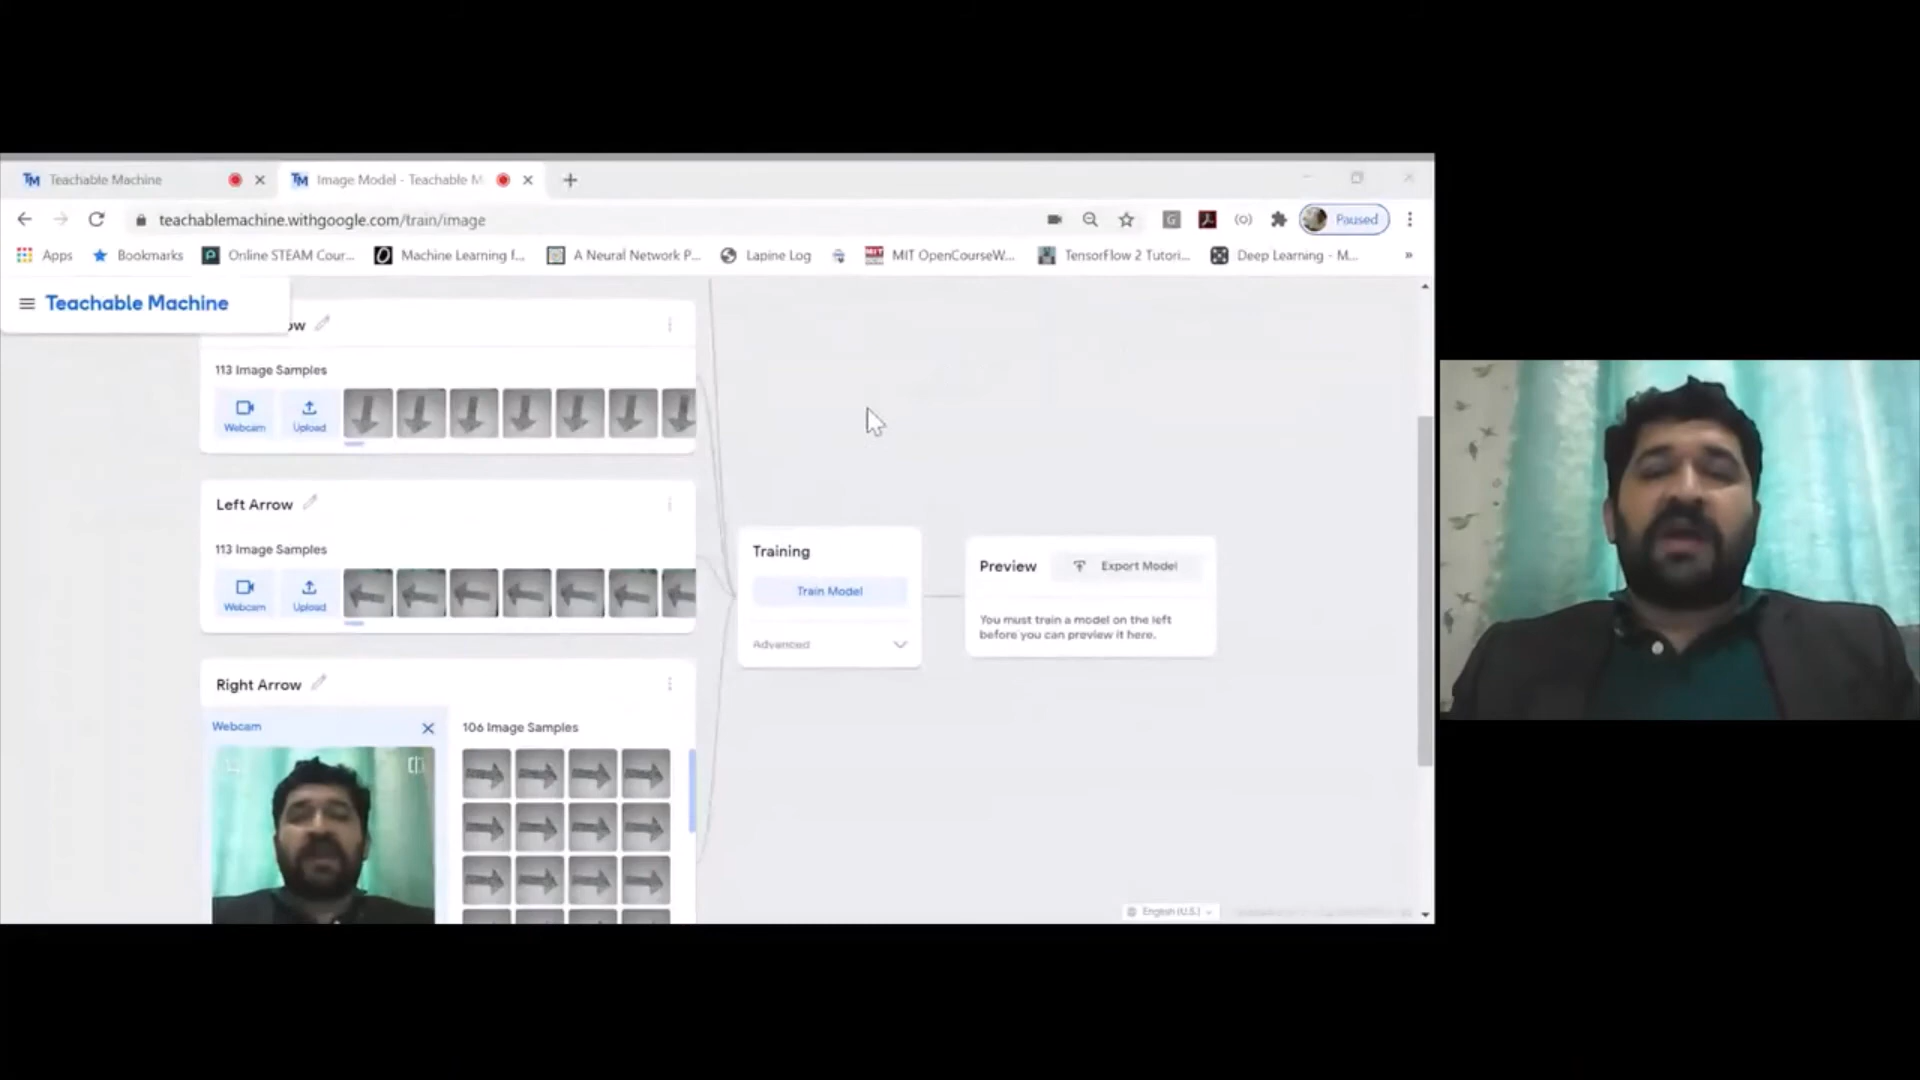 Teachable Machine
Image Model - Teachable M
teachablemachine.withgoogle.com/train/image
Paused
Apps
Bookmarks
Online STEAM Cour...
Machine Learning f...
A Neural Network P...
Lapine Log
MIT OpenCourseW...
TensorFlow 2 Tutori...
Deep Learning - M...
»
Teachable Machine
ow
113 Image Samples
Webcam
Upload
Left Arrow
113 Image Samples
Webcam
Upload
Training
Train Model
Advanced
Preview
Export Model
You must train a model on the left
before you can preview it here.
Right Arrow
Webcam
106 Image Samples
English (U.S.)